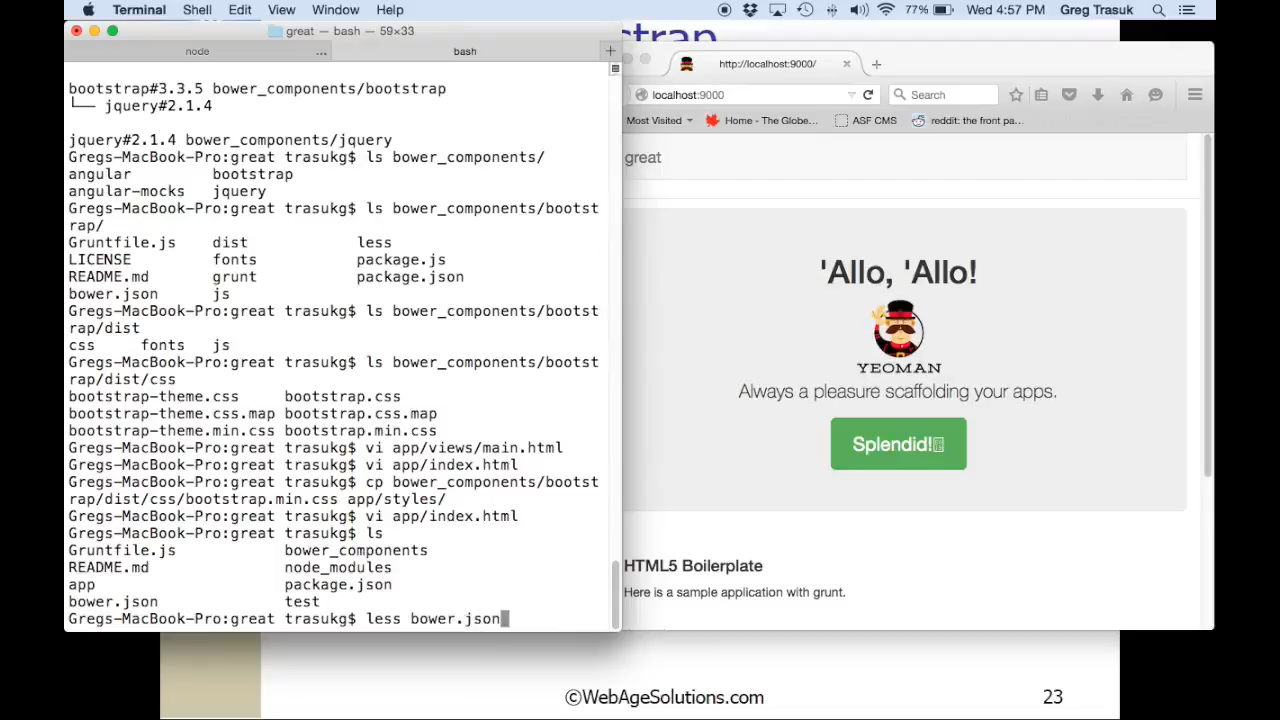 Terminal Shell Edit View Window Help 77% Wed 4:57 PM Greg Trasuk
great — bash — 59×33
node ... bash +
bootstrap#3.3.5 bower_components/bootstrap
└── jquery#2.1.4
jquery#2.1.4 bower_components/jquery
Gregs-MacBook-Pro:great trasukg$ ls bower_components/
angular bootstrap
angular-mocks jquery
Gregs-MacBook-Pro:great trasukg$ ls bower_components/bootst
rap/
Gruntfile.js dist less
LICENSE fonts package.js
README.md grunt package.json
bower.json js
Gregs-MacBook-Pro:great trasukg$ ls bower_components/bootst
rap/dist
css fonts js
Gregs-MacBook-Pro:great trasukg$ ls bower_components/bootst
rap/dist/css
bootstrap-theme.css bootstrap.css
bootstrap-theme.css.map bootstrap.css.map
bootstrap-theme.min.css bootstrap.min.css
Gregs-MacBook-Pro:great trasukg$ vi app/views/main.html
Gregs-MacBook-Pro:great trasukg$ vi app/index.html
Gregs-MacBook-Pro:great trasukg$ cp bower_components/bootst
rap/dist/css/bootstrap.min.css app/styles/
Gregs-MacBook-Pro:great trasukg$ vi app/index.html
Gregs-MacBook-Pro:great trasukg$ ls
Gruntfile.js bower_components
README.md node_modules
app package.json
bower.json test
Gregs-MacBook-Pro:great trasukg$ less bower.json
strap
http://localhost:9000/
localhost:9000 Search
Most Visited Home - The Globe... ASF CMS reddit: the front pa...
great
'Allo, 'Allo!
YEOMAN
Always a pleasure scaffolding your apps.
Splendid!
HTML5 Boilerplate
Here is a sample application with grunt.
©WebAgeSolutions.com 23